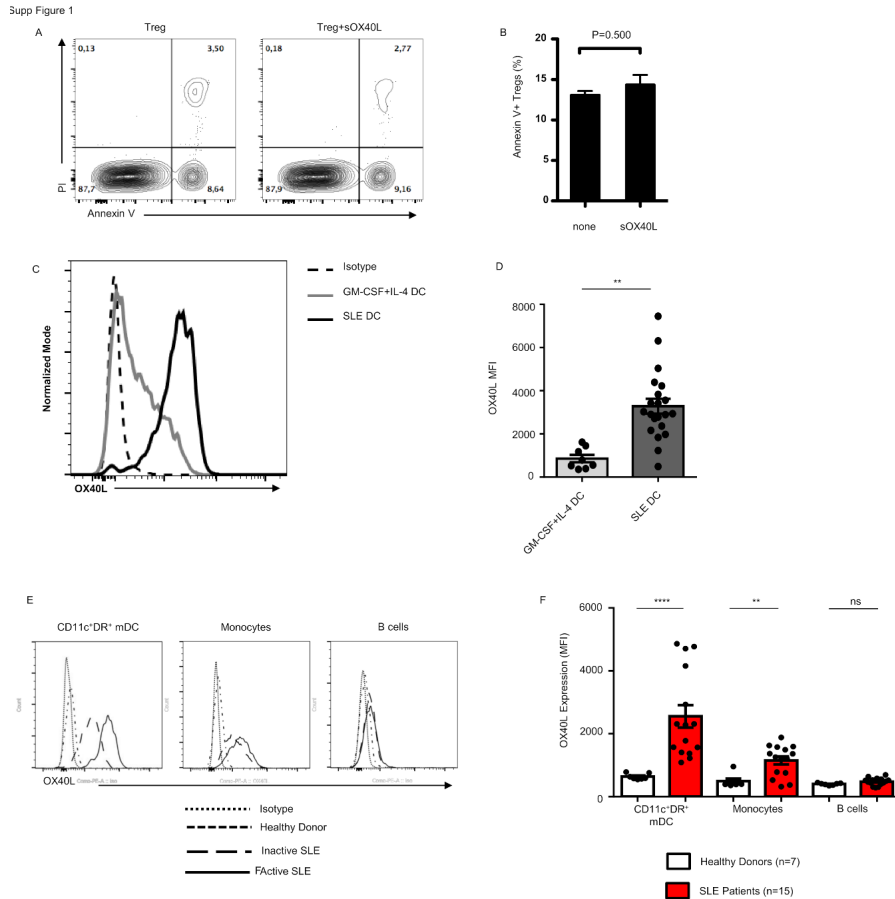 Supp Figure 1
A
Treg
Treg+sOX40L
0,13
3,50
0,18
2,77
PI
87,7
8,64
87,9
9,16
Annexin V
B
P=0.500
Annexin V+ Tregs (%)
20
15
10
5
0
none
sOX40L
C
Isotype
GM-CSF+IL-4 DC
SLE DC
Normalized Mode
OX40L
D
**
OX40L MFI
8000
6000
4000
2000
0
GM-CSF+IL-4 DC
SLE DC
E
CD11c+DR+ mDC
Monocytes
B cells
Count
Count
Count
OX40L
Isotype
Healthy Donor
Inactive SLE
FActive SLE
F
****
**
ns
OX40L Expression (MFI)
6000
4000
2000
0
CD11c+DR+
mDC
Monocytes
B cells
Healthy Donors (n=7)
SLE Patients (n=15)